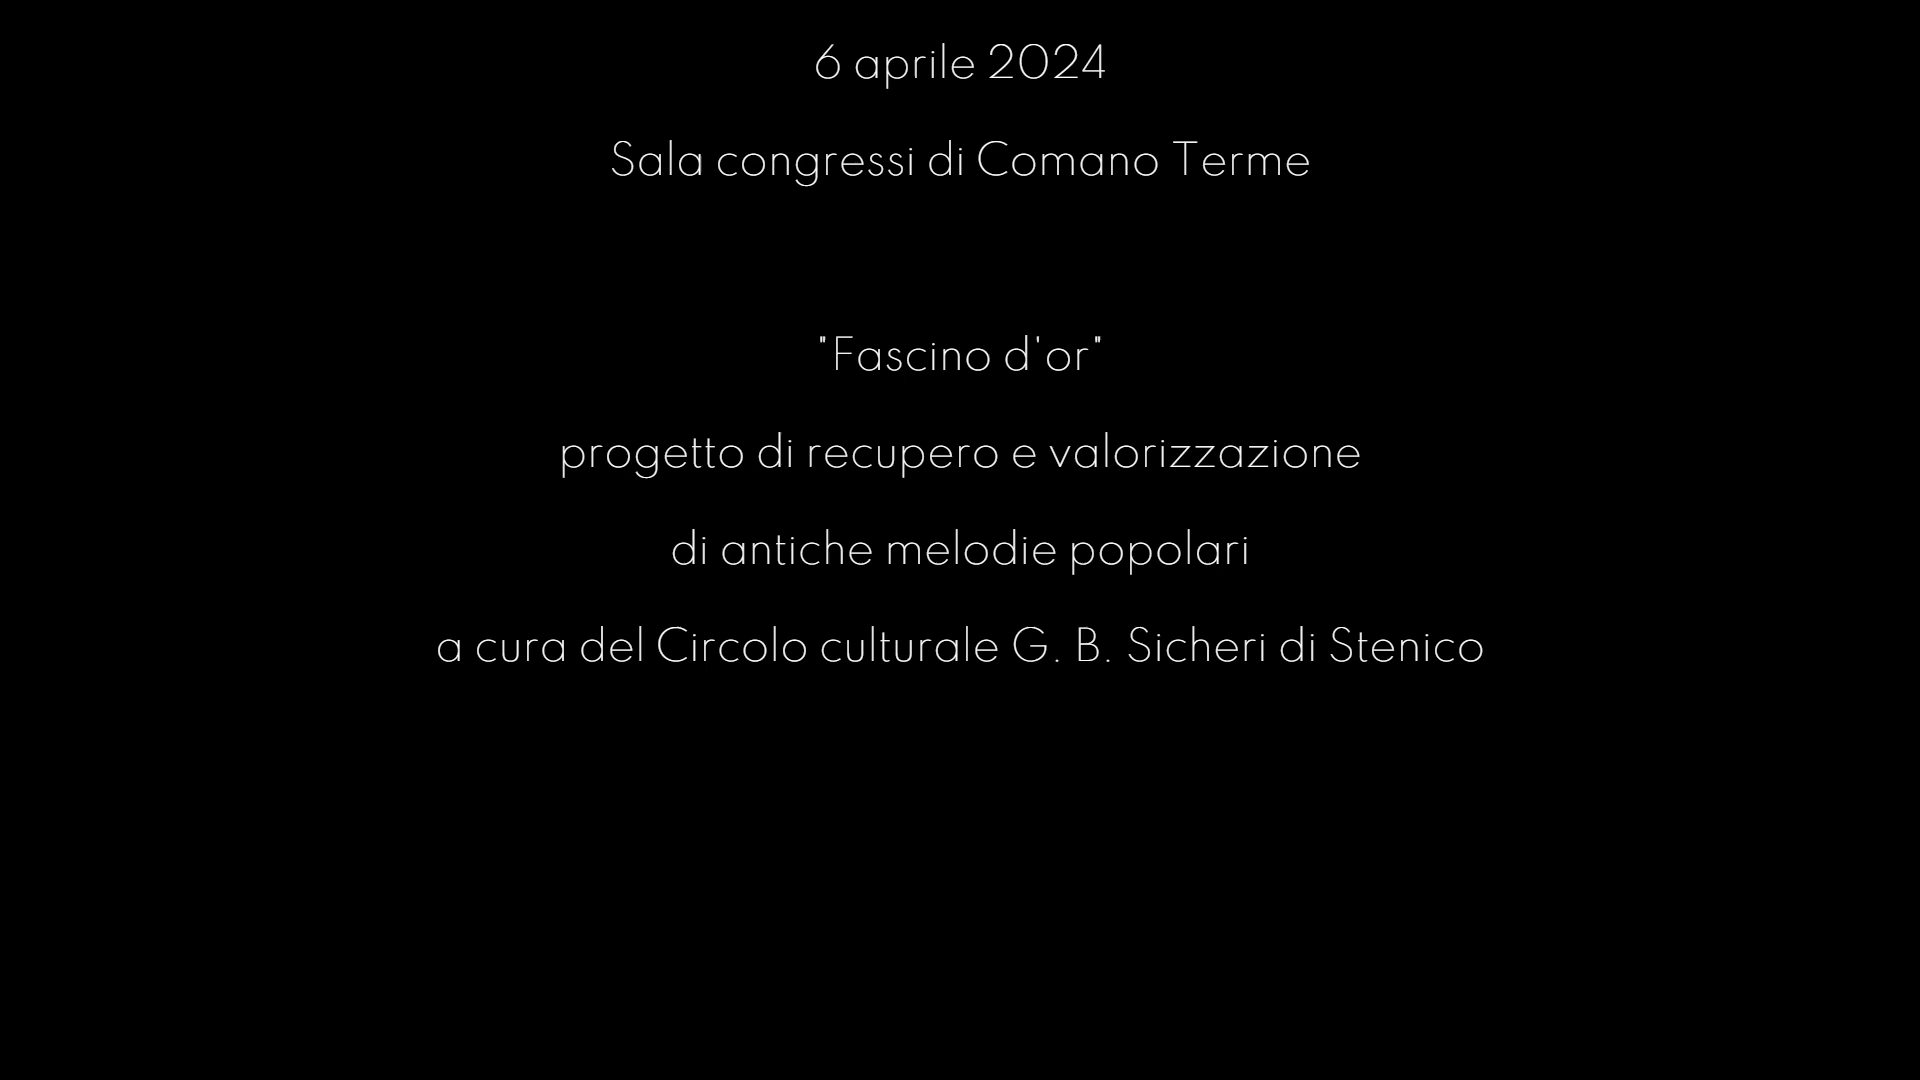 6 aprile 2024
Sala congressi di Comano Terme
"Fascino d'or"
progetto di recupero e valorizzazione
di antiche melodie popolari
a cura del Circolo culturale G. B. Sicheri di Stenico